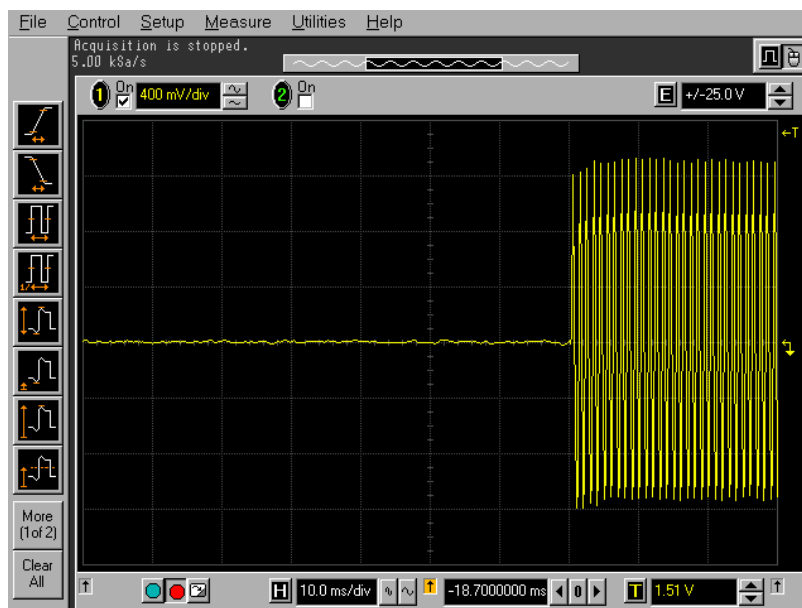 File Control Setup Measure Utilities Help
Acquisition is stopped.
5.00 kSa/s
1 On 400 mV/div 2 On E +/-25.0 V
←T
1/
More
(1of 2)
Clear
All
H 10.0 ms/div -18.7000000 ms 0 T 1.51 V